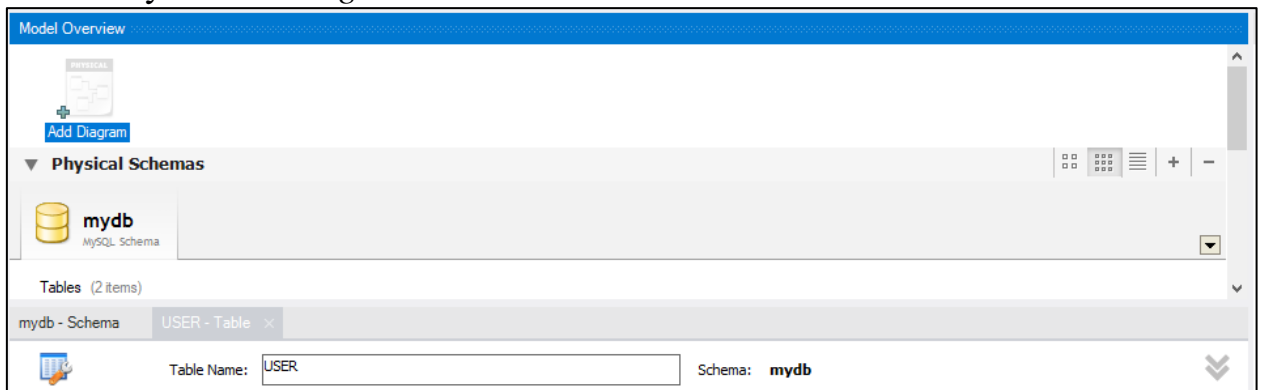 Model Overview
PHYSICAL
Add Diagram
Physical Schemas
mydb
MySQL Schema
Tables (2 items)
mydb - Schema USER - Table
Table Name: USER Schema: mydb